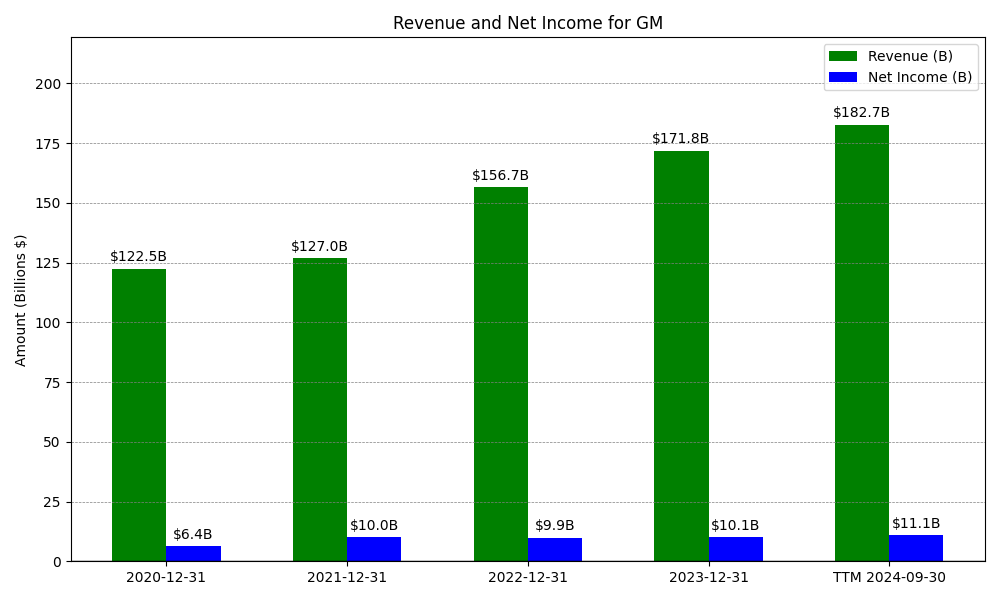 Revenue and Net Income for GM
Revenue (B)
Net Income (B)
Amount (Billions $)
200
175
150
125
100
75
50
25
0
$122.5B
$127.0B
$156.7B
$171.8B
$182.7B
$6.4B
$10.0B
$9.9B
$10.1B
$11.1B
2020-12-31
2021-12-31
2022-12-31
2023-12-31
TTM 2024-09-30